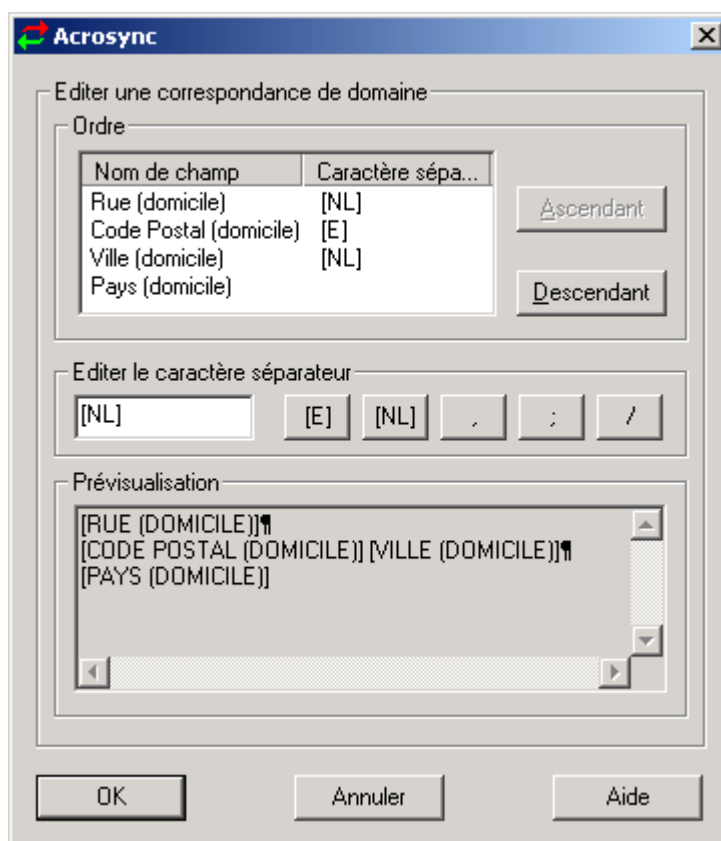 Acrosync
Editer une correspondance de domaine
Ordre
Nom de champ Caractère sépa...
Rue (domicile) [NL]
Code Postal (domicile) [E]
Ville (domicile) [NL]
Pays (domicile)
Ascendant
Descendant
Editer le caractère séparateur
[NL] [E] [NL] , ; /
Prévisualisation
[RUE (DOMICILE)]¶
[CODE POSTAL (DOMICILE)] [VILLE (DOMICILE)]¶
[PAYS (DOMICILE)]
OK Annuler Aide